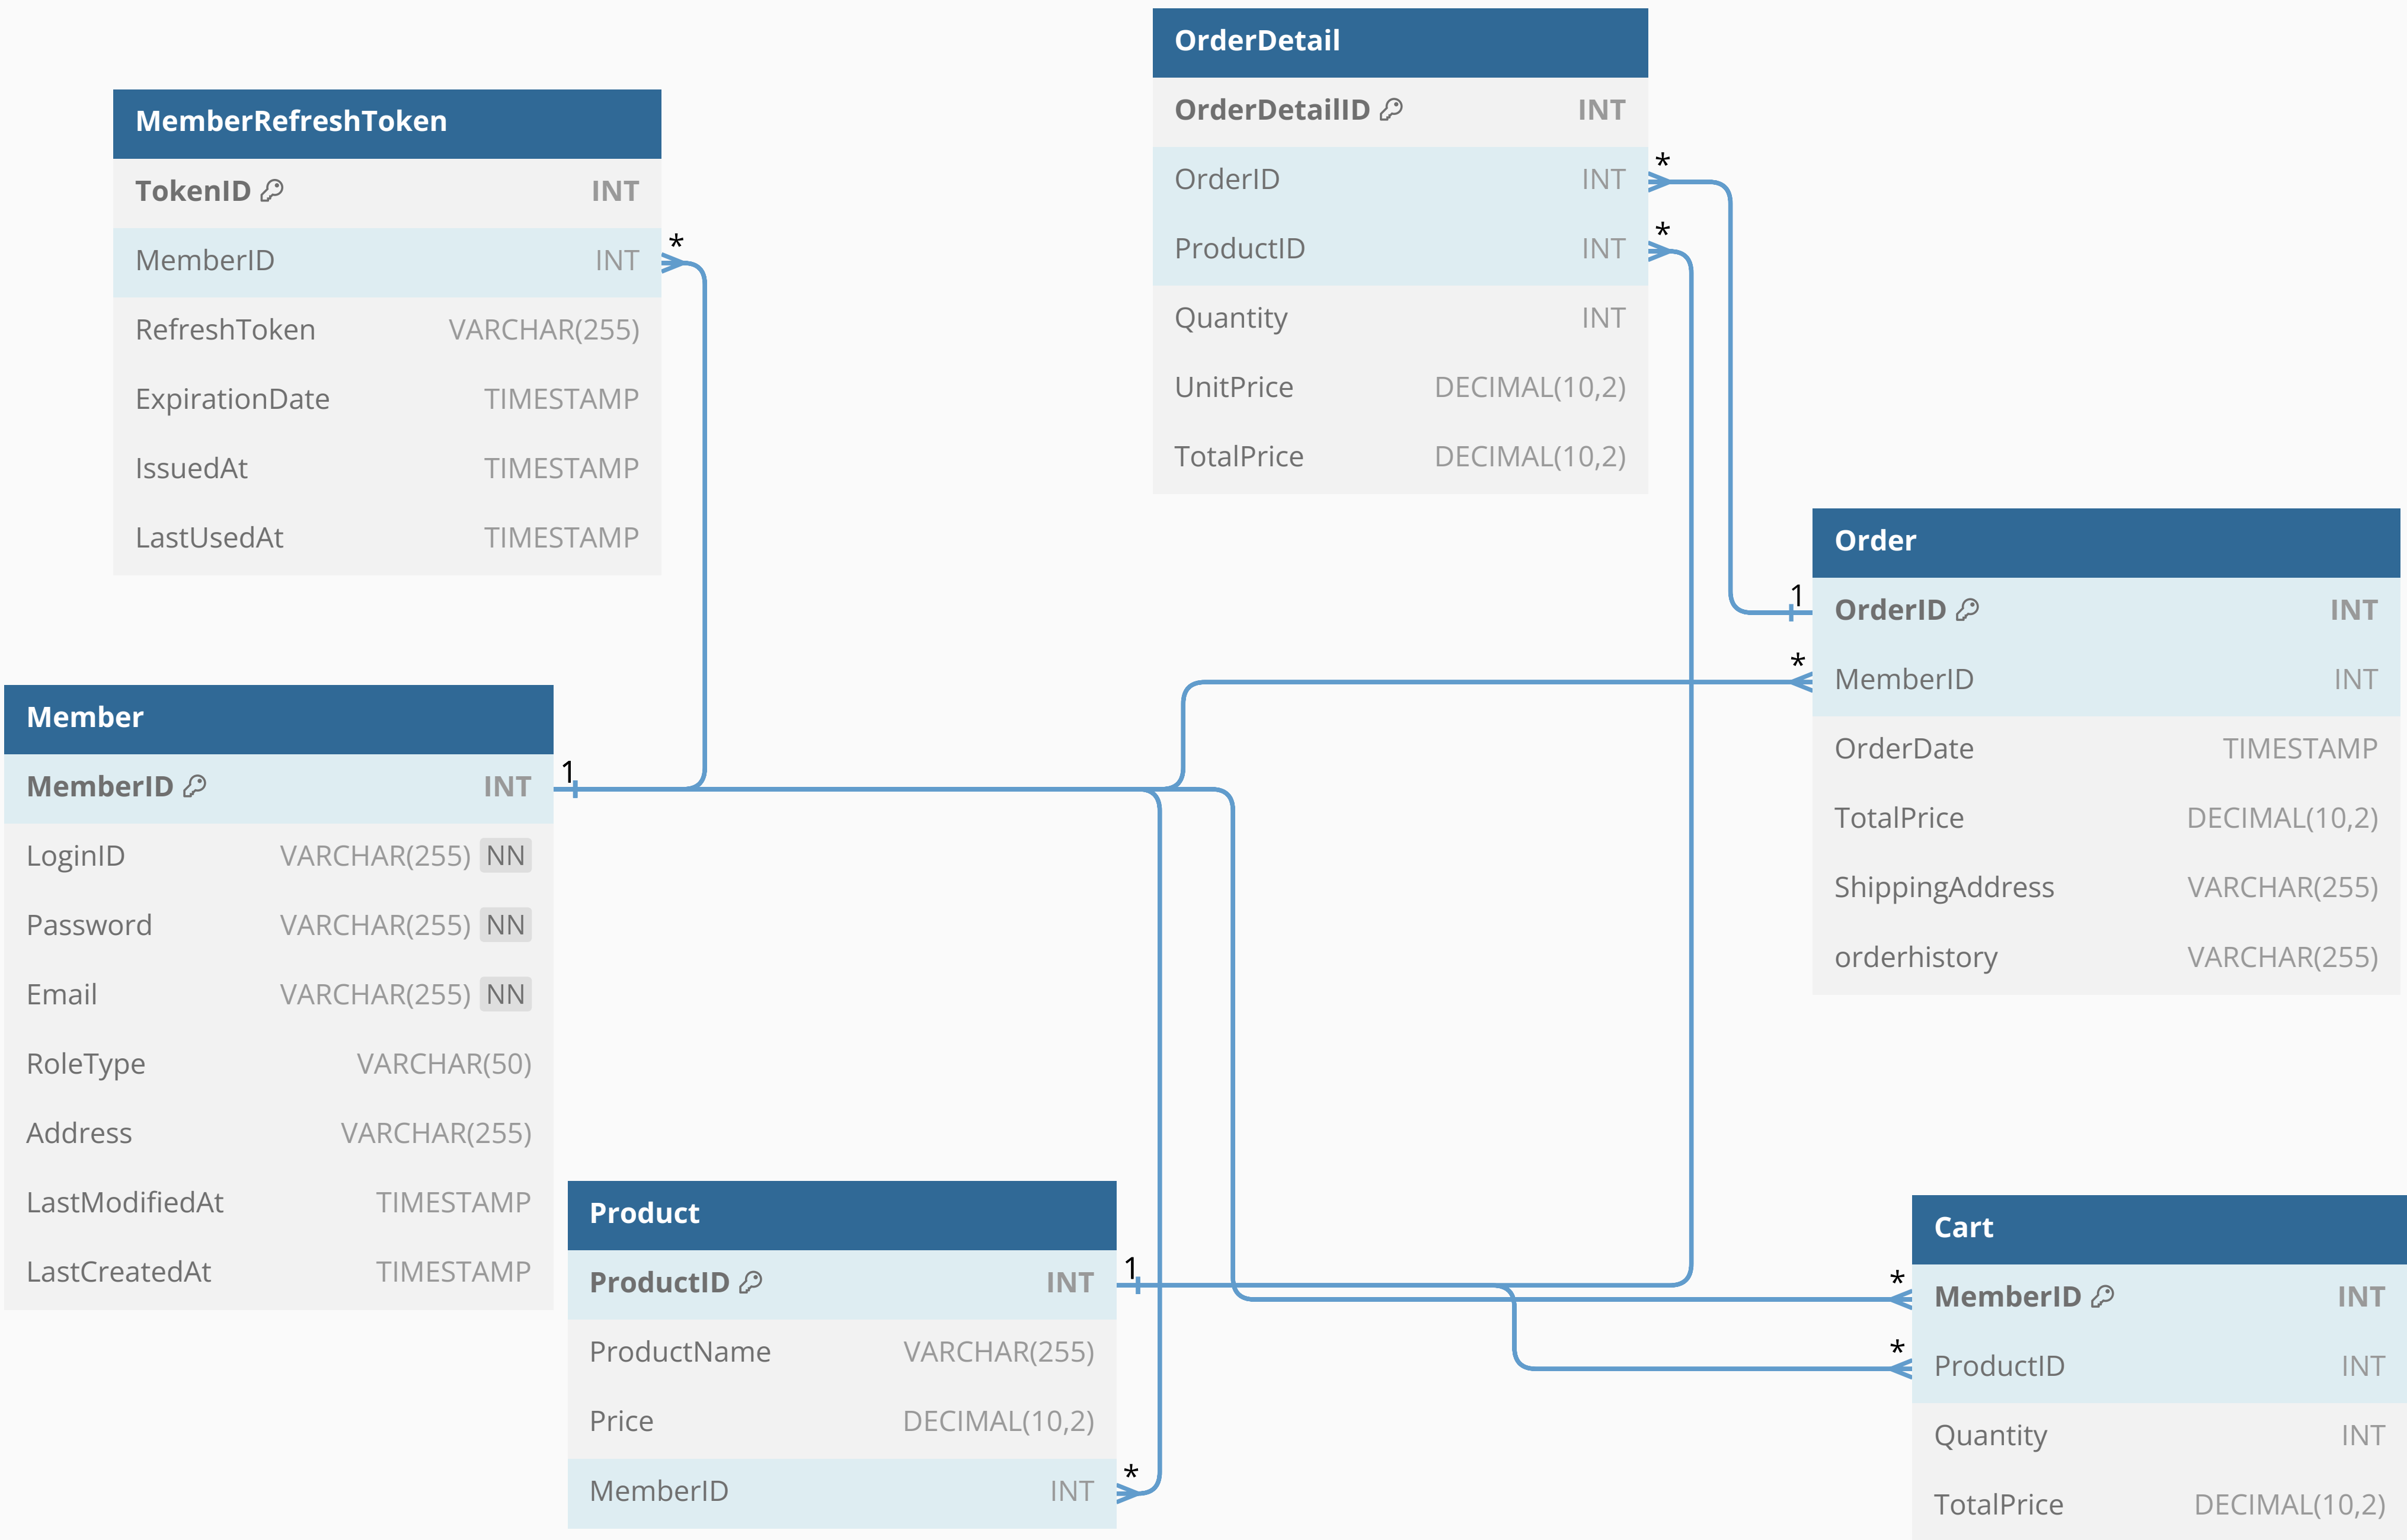 OrderDetail
OrderDetailID INT
OrderID INT *
ProductID INT *
Quantity INT
UnitPrice DECIMAL(10,2)
TotalPrice DECIMAL(10,2)
MemberRefreshToken
TokenID INT
MemberID INT *
RefreshToken VARCHAR(255)
ExpirationDate TIMESTAMP
IssuedAt TIMESTAMP
LastUsedAt TIMESTAMP
Order
1 OrderID INT
* MemberID INT
OrderDate TIMESTAMP
TotalPrice DECIMAL(10,2)
ShippingAddress VARCHAR(255)
orderhistory VARCHAR(255)
Member
MemberID INT 1
LoginID VARCHAR(255) NN
Password VARCHAR(255) NN
Email VARCHAR(255) NN
RoleType VARCHAR(50)
Address VARCHAR(255)
LastModifiedAt TIMESTAMP
LastCreatedAt TIMESTAMP
Product
ProductID INT 1
ProductName VARCHAR(255)
Price DECIMAL(10,2)
MemberID INT *
Cart
* MemberID INT
* ProductID INT
Quantity INT
TotalPrice DECIMAL(10,2)